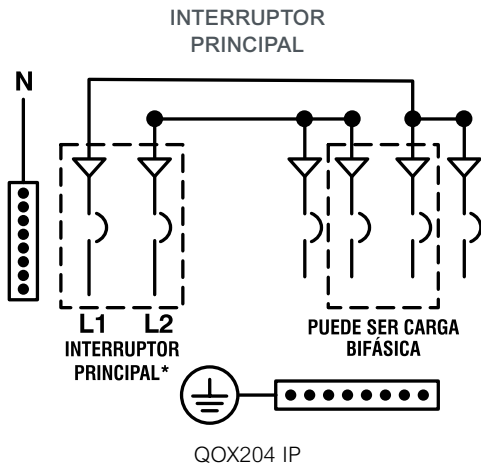 INTERRUPTOR
PRINCIPAL
N
L1 L2
INTERRUPTOR
PRINCIPAL*
PUEDE SER CARGA
BIFÁSICA
QOX204 IP